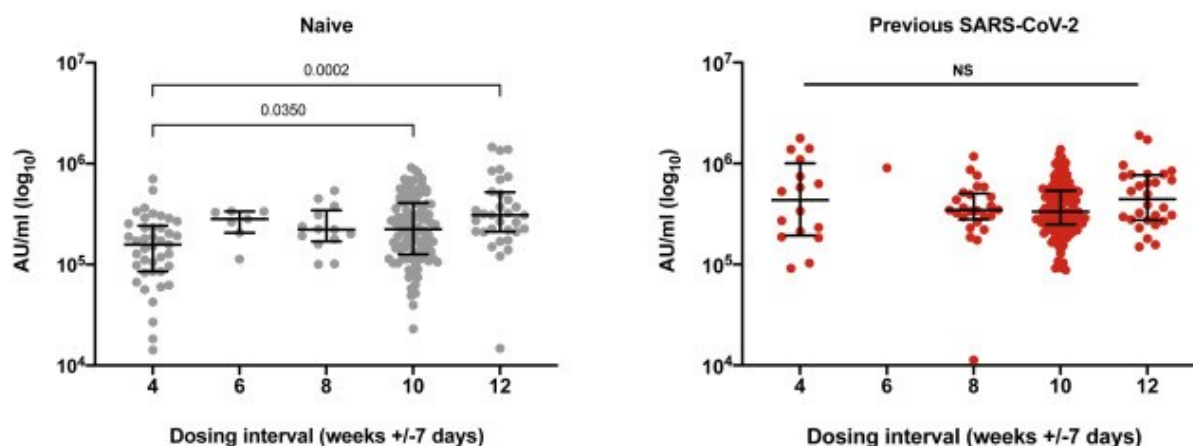 Naive
10⁷
10⁶
10⁵
10⁴
AU/ml (log₁₀)
0.0002
0.0350
4 6 8 10 12
Dosing interval (weeks +/-7 days)
Previous SARS-CoV-2
10⁷
10⁶
10⁵
10⁴
AU/ml (log₁₀)
NS
4 6 8 10 12
Dosing interval (weeks +/-7 days)